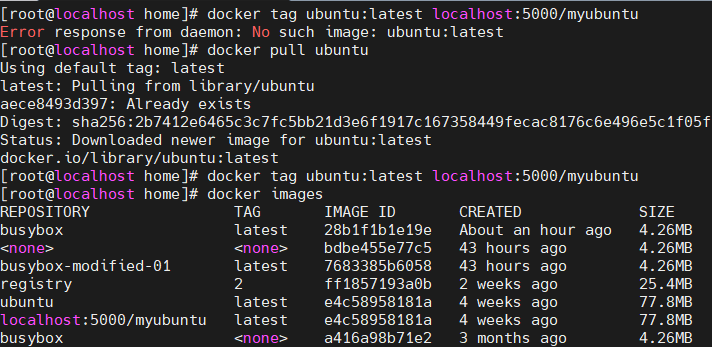 [root@localhost home]# docker tag ubuntu:latest localhost:5000/myubuntu
Error response from daemon: No such image: ubuntu:latest
[root@localhost home]# docker pull ubuntu
Using default tag: latest
latest: Pulling from library/ubuntu
aece8493d397: Already exists
Digest: sha256:2b7412e6465c3c7fc5bb21d3e6f1917c167358449fecac8176c6e496e5c1f05f
Status: Downloaded newer image for ubuntu:latest
docker.io/library/ubuntu:latest
[root@localhost home]# docker tag ubuntu:latest localhost:5000/myubuntu
[root@localhost home]# docker images
REPOSITORY TAG IMAGE ID CREATED SIZE
busybox latest 28b1f1b1e19e About an hour ago 4.26MB
<none> <none> bdbe455e77c5 43 hours ago 4.26MB
busybox-modified-01 latest 7683385b6058 43 hours ago 4.26MB
registry 2 ff1857193a0b 2 weeks ago 25.4MB
ubuntu latest e4c58958181a 4 weeks ago 77.8MB
localhost:5000/myubuntu latest e4c58958181a 4 weeks ago 77.8MB
busybox <none> a416a98b71e2 3 months ago 4.26MB